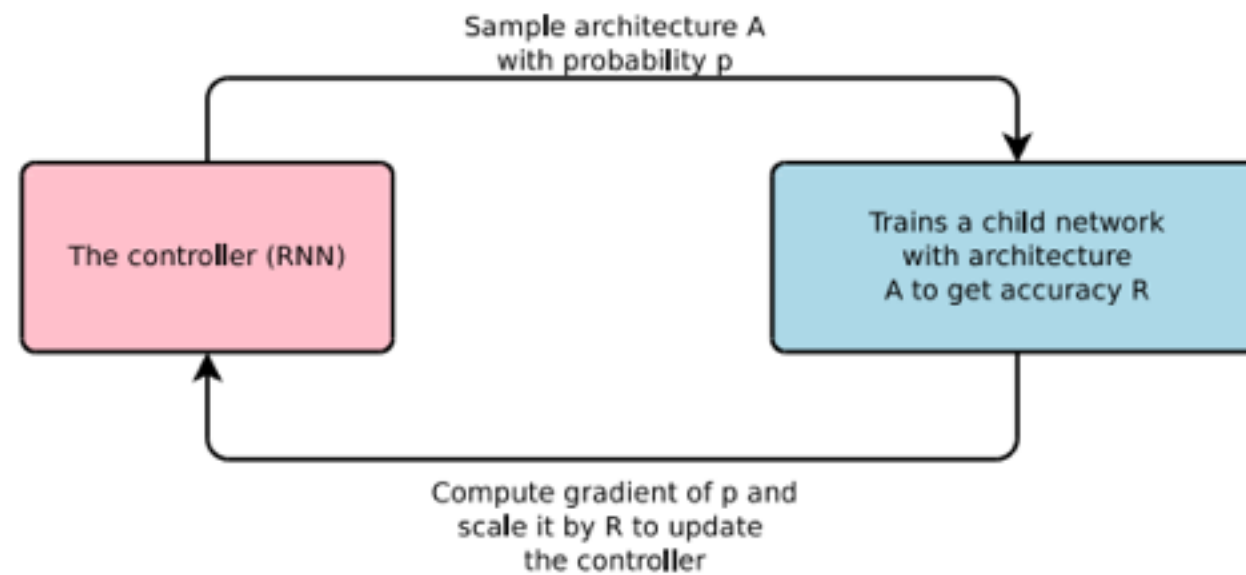 Sample architecture A
with probability p
The controller (RNN)
Trains a child network
with architecture
A to get accuracy R
Compute gradient of p and
scale it by R to update
the controller